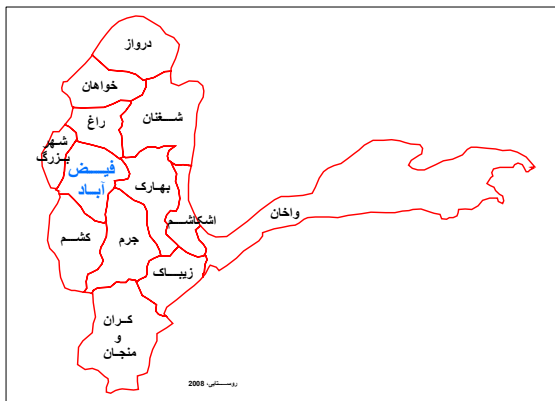 درواز
خواهان
راغ
شغنان
شهر
بزرگ
فیض
آباد
بهارک
واخان
اشکاشم
کشم
جرم
زیباک
کران
و
منجان
روستایی، 2008